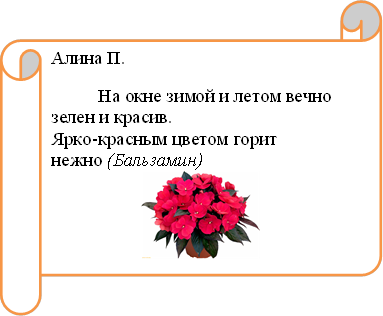 Алина П.
На окне зимой и летом вечно
зелен и красив.
Ярко-красным цветом горит
нежно (Бальзамин)